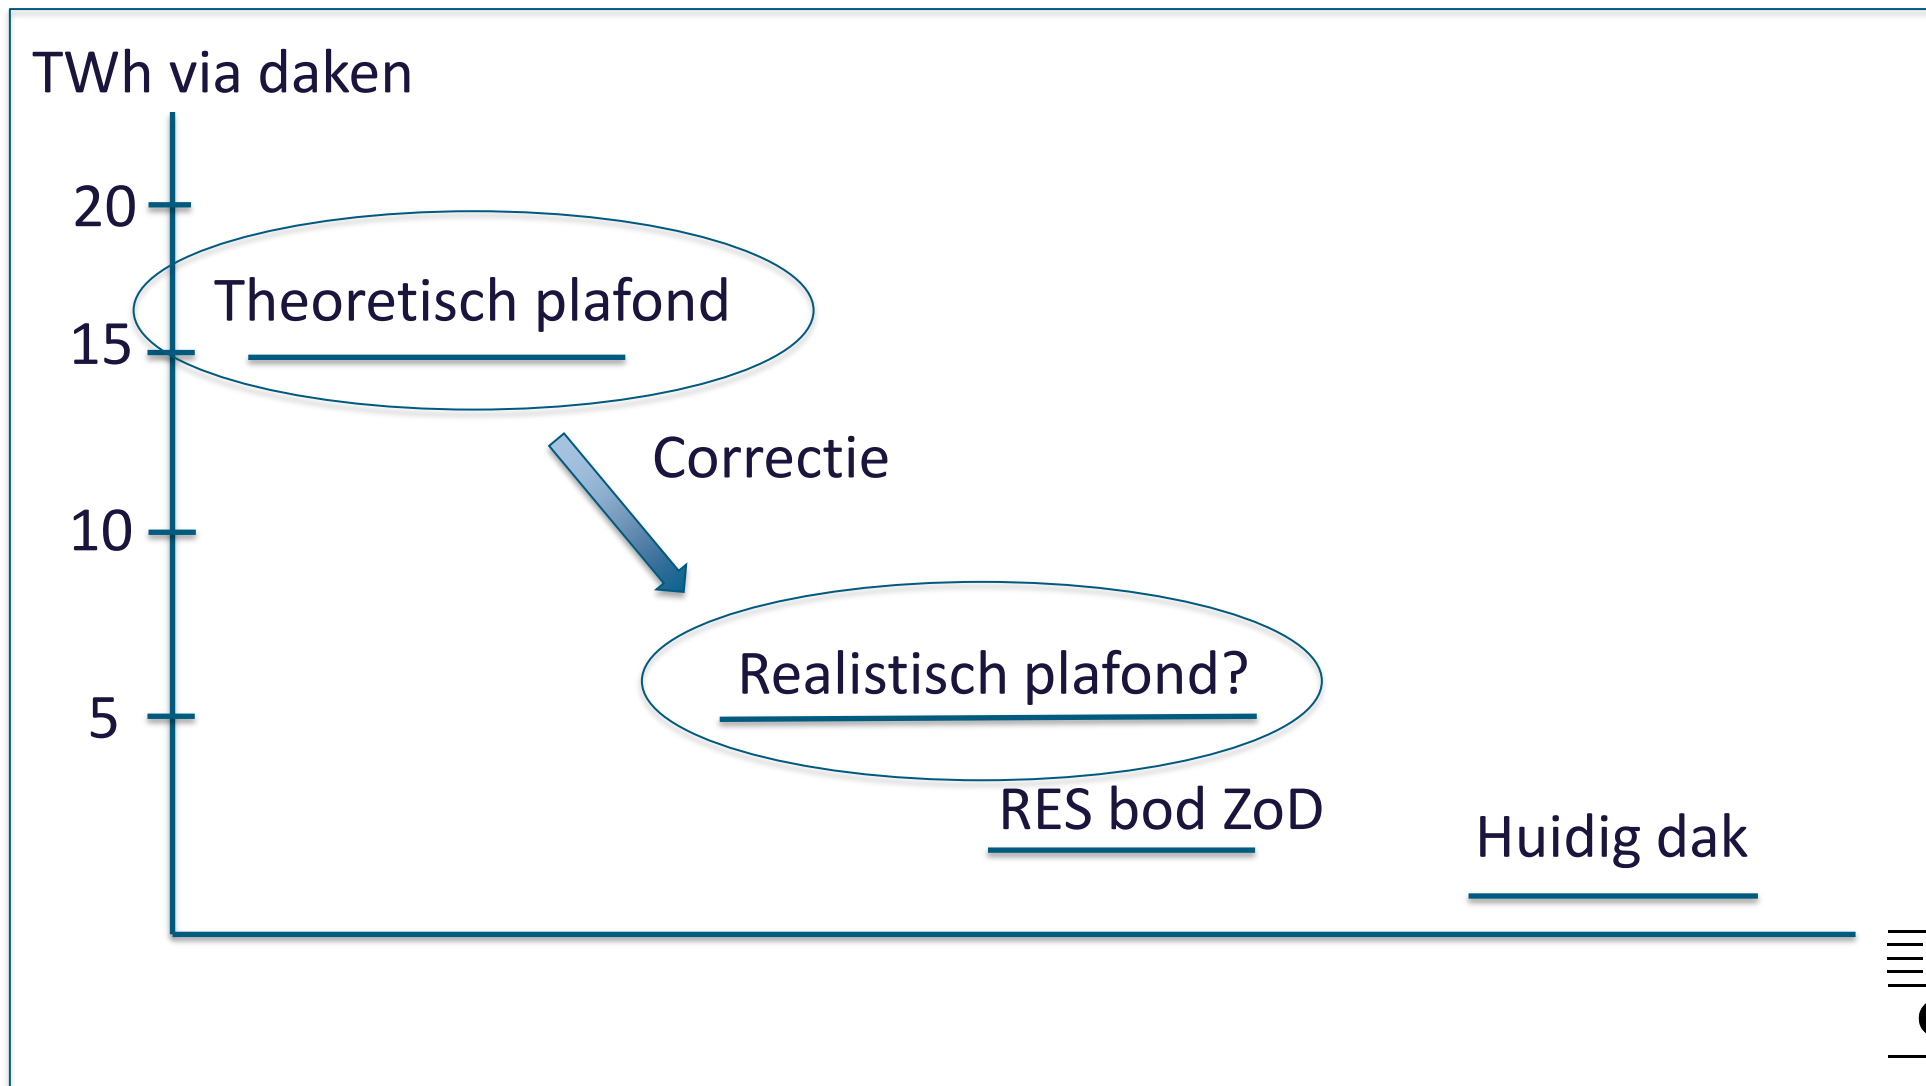 TWh via daken
20
Theoretisch plafond
15
Correctie
10
Realistisch plafond?
5
RES bod ZoD
Huidig dak